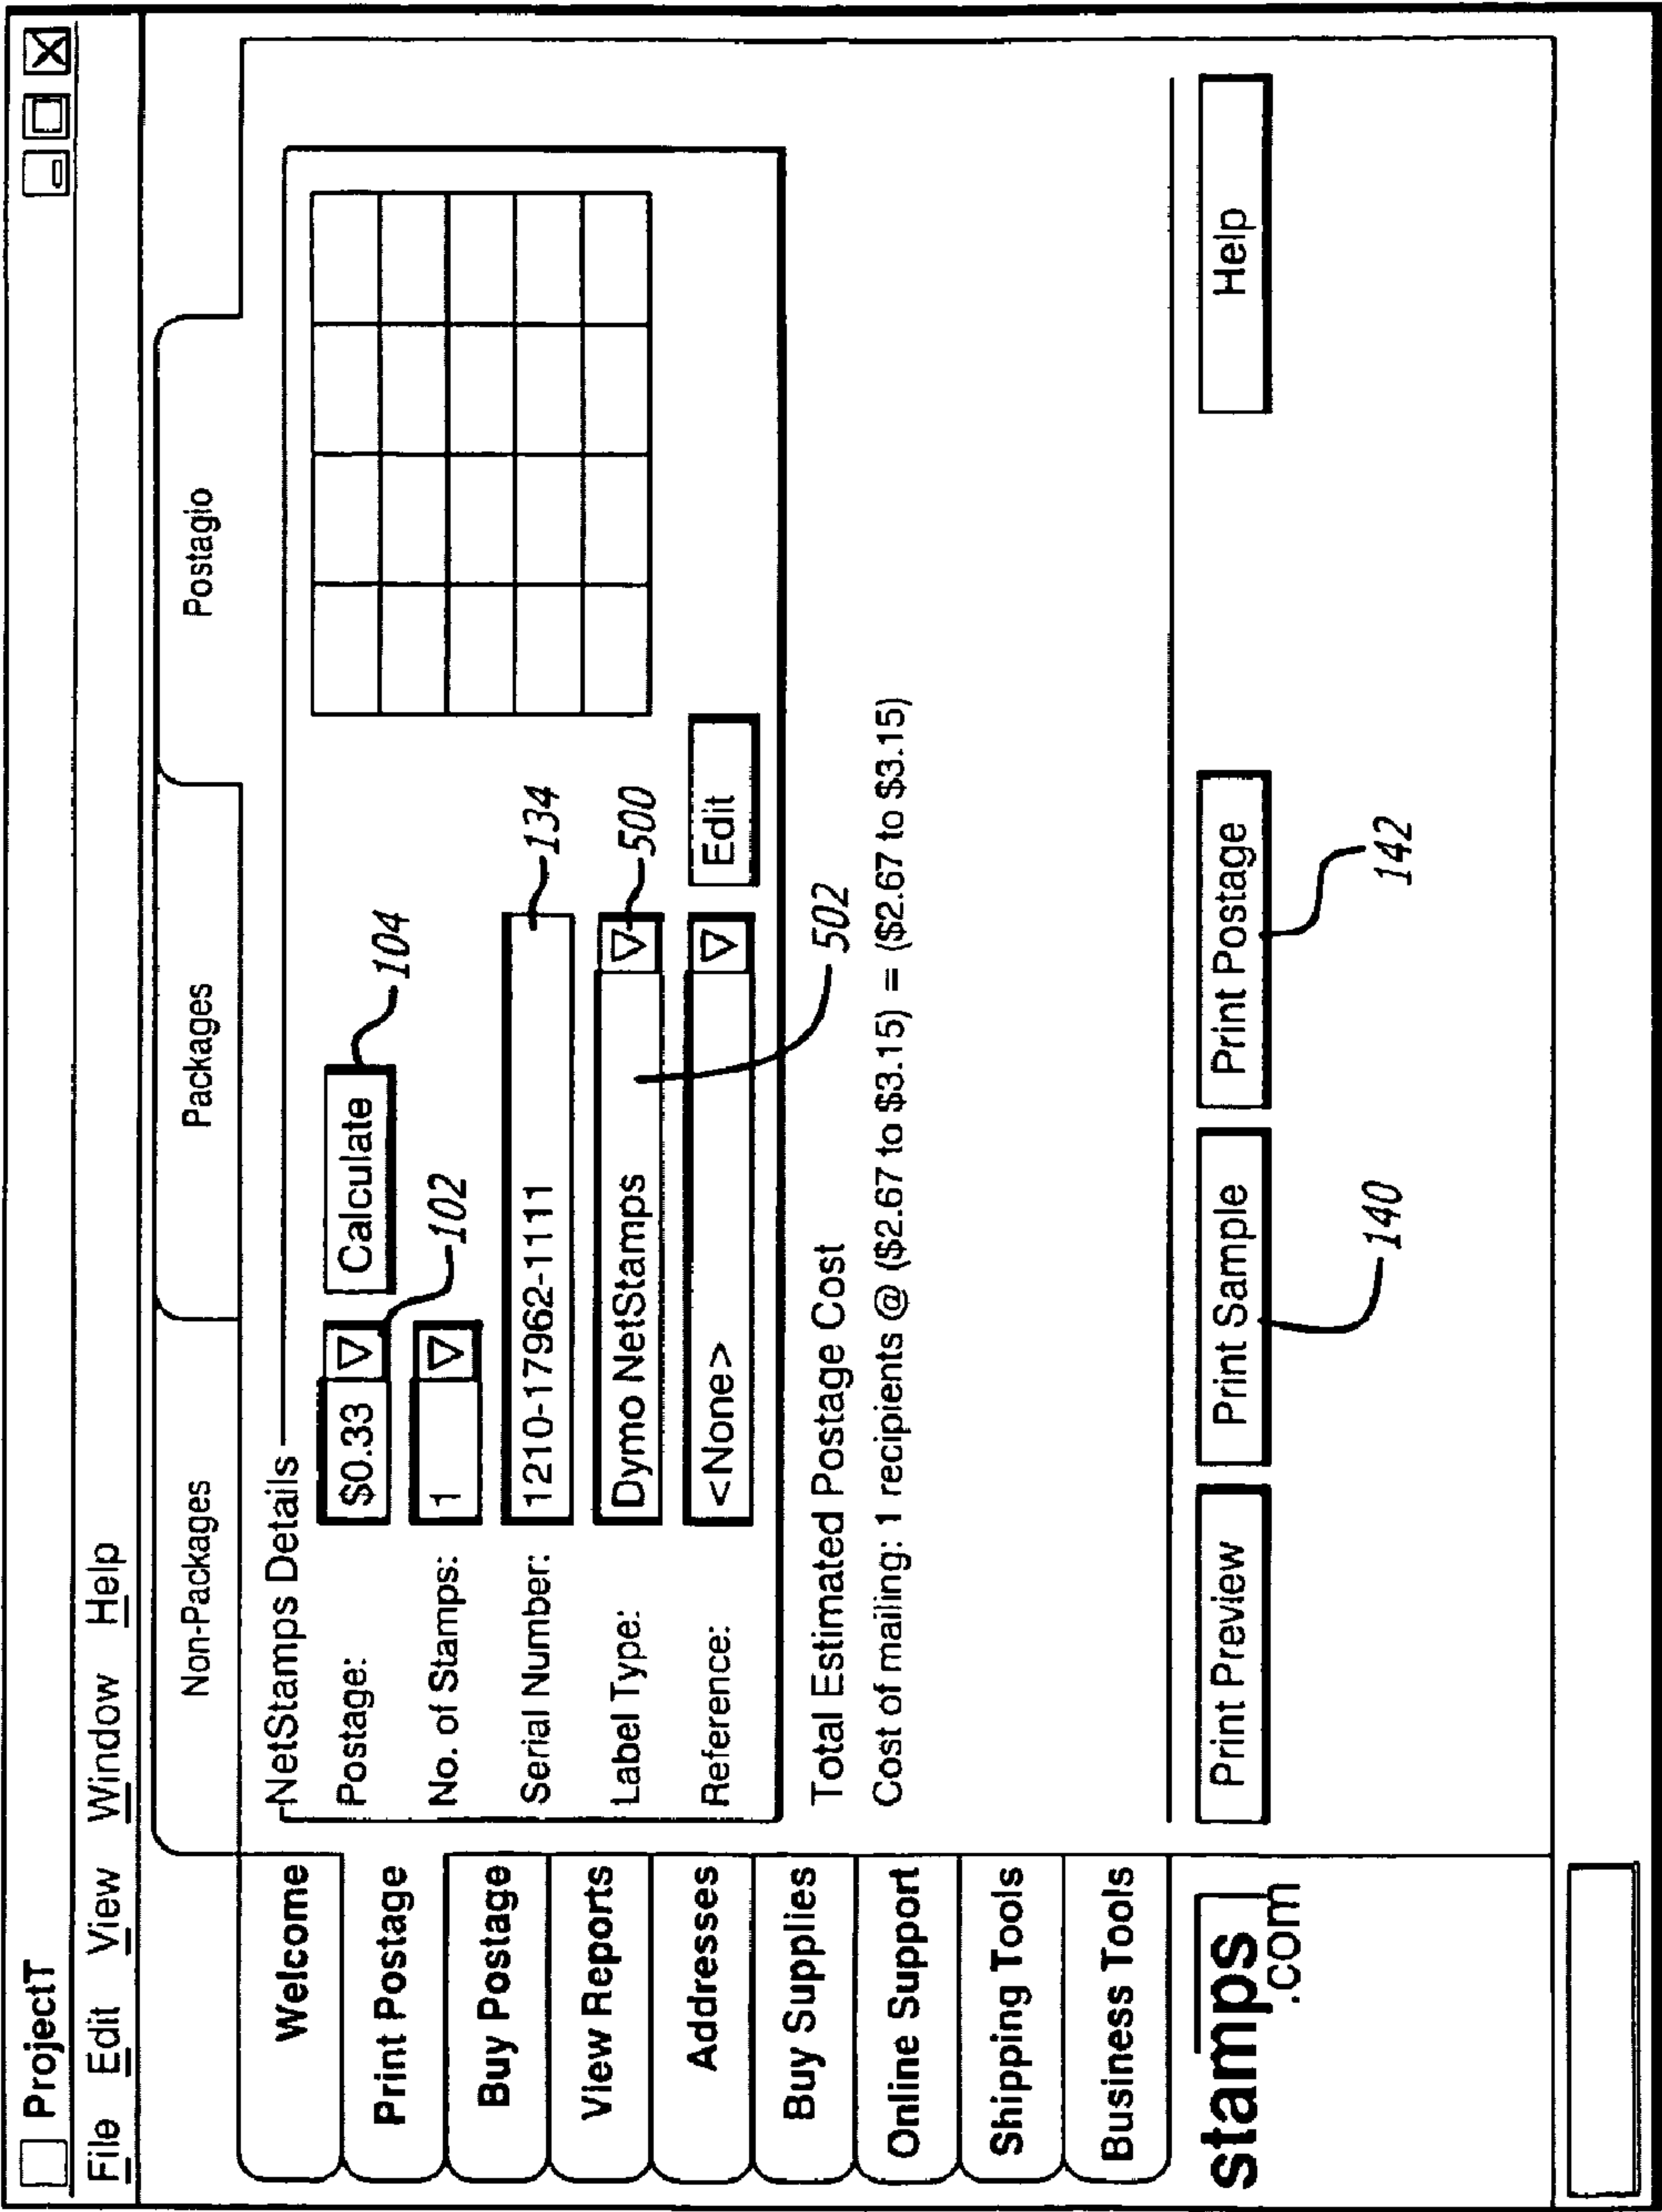 ProjectT
File Edit View Window Help
Non-Packages Packages Postagio
Welcome
Print Postage
Buy Postage
View Reports
Addresses
Buy Supplies
Online Support
Shipping Tools
Business Tools
stamps
.com
NetStamps Details
Postage: $0.33 Calculate 104
102
No. of Stamps: 1
Serial Number: 1210-17962-1111 134
Label Type: Dymo NetStamps 500
Reference: <None> Edit
502
Total Estimated Postage Cost
Cost of mailing: 1 recipients @ ($2.67 to $3.15) = ($2.67 to $3.15)
Print Preview Print Sample Print Postage Help
140 142